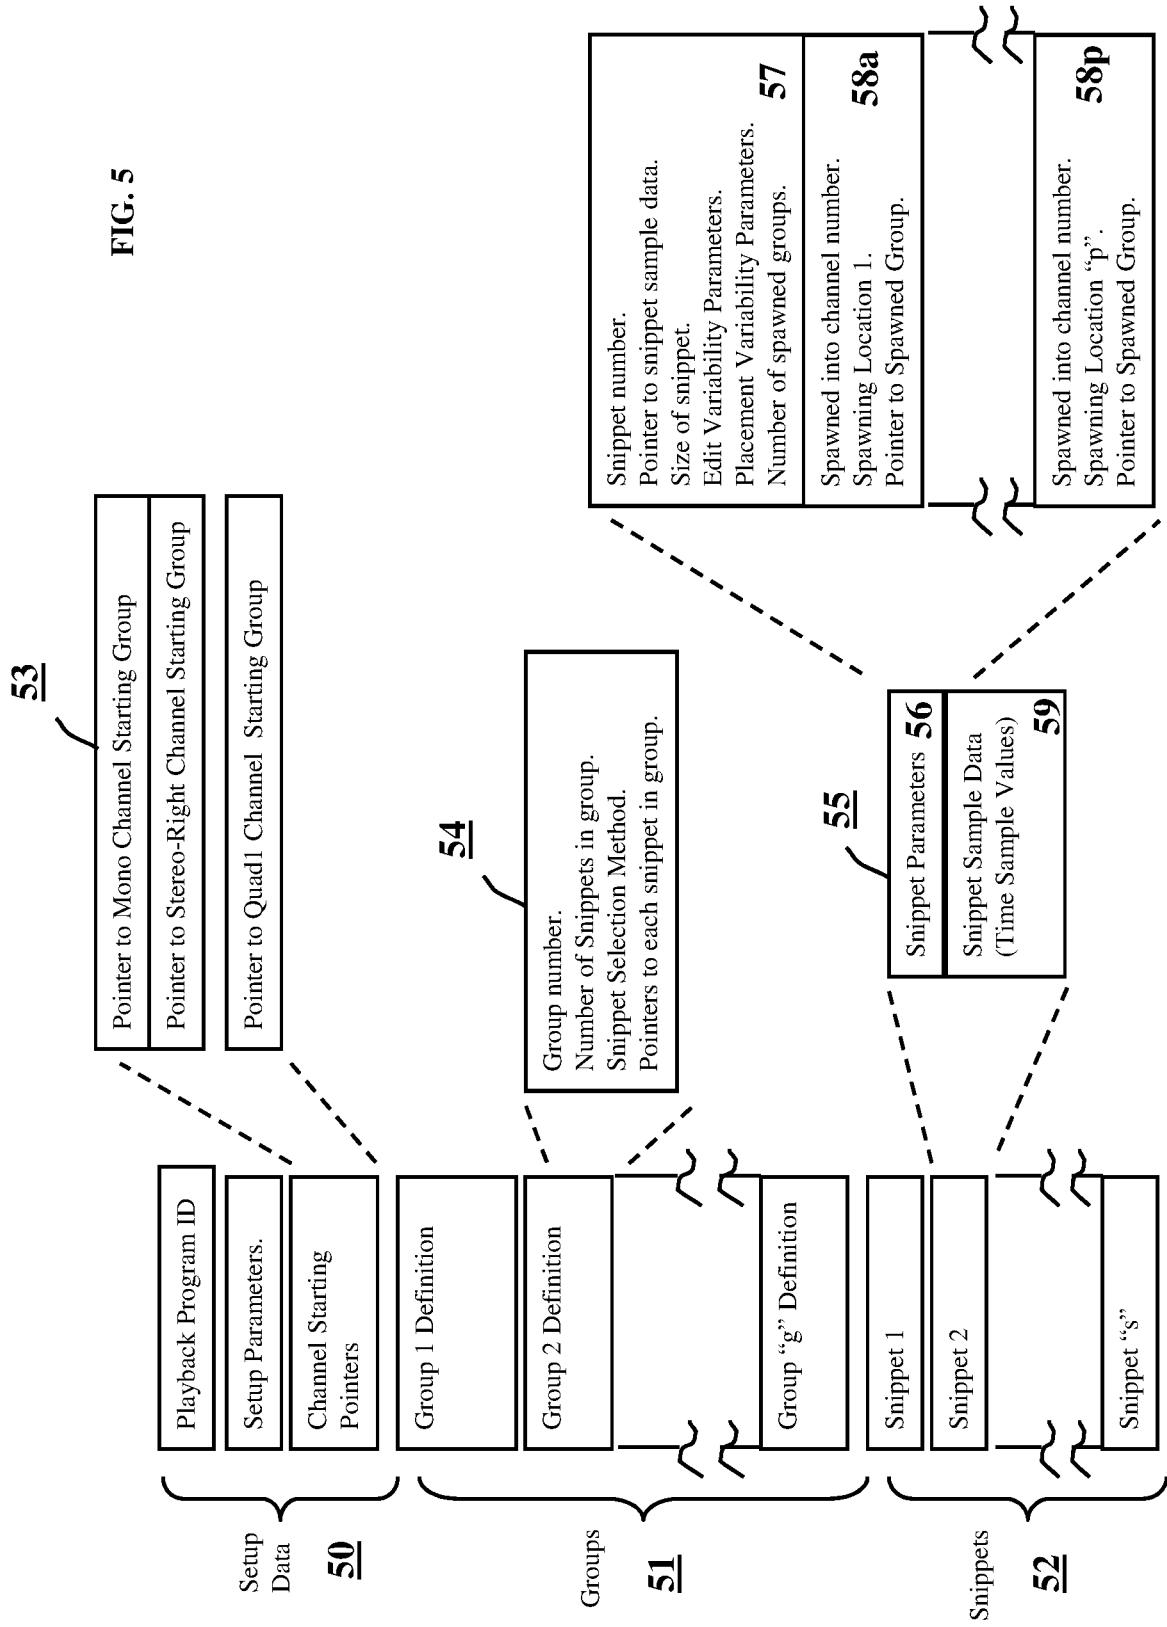 FIG. 5
Setup
Data
50
Playback Program ID
Setup Parameters.
Channel Starting
Pointers
53
Pointer to Mono Channel Starting Group
Pointer to Stereo-Right Channel Starting Group
Pointer to Quad1 Channel Starting Group
Groups
51
Group 1 Definition
Group 2 Definition
Group “g” Definition
54
Group number.
Number of Snippets in group.
Snippet Selection Method.
Pointers to each snippet in group.
Snippets
52
Snippet 1
Snippet 2
Snippet “s”
55
Snippet Parameters 56
Snippet Sample Data
(Time Sample Values)
59
Snippet number.
Pointer to snippet sample data.
Size of snippet.
Edit Variability Parameters.
Placement Variability Parameters.
Number of spawned groups.
57
Spawned into channel number.
Spawning Location 1.
Pointer to Spawned Group.
58a
Spawned into channel number.
Spawning Location “p”.
Pointer to Spawned Group.
58p